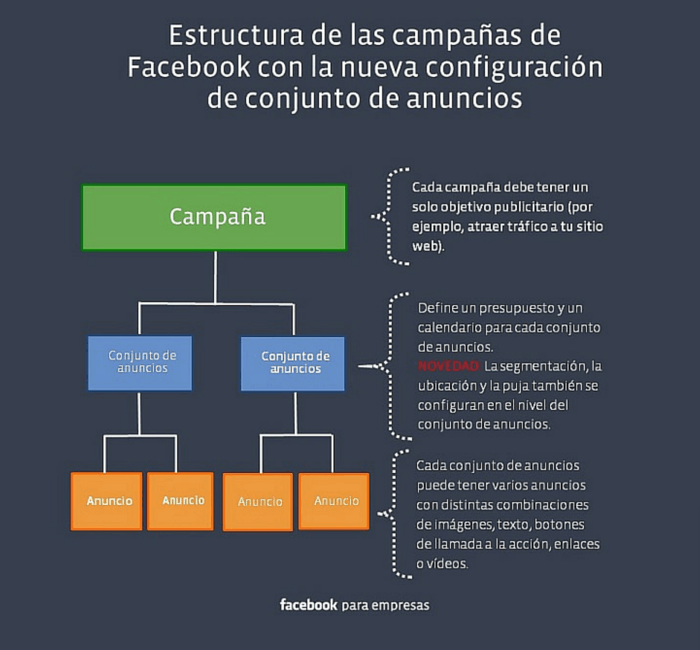 Estructura de las campañas de
Facebook con la nueva configuración
de conjunto de anuncios
Campaña
Cada campaña debe tener un
solo objetivo publicitario (por
ejemplo, atraer tráfico a tu sitio
web).
Conjunto de
anuncios
Conjunto de
anuncios
Define un presupuesto y un
calendario para cada conjunto
de anuncios.
NOVEDAD: La segmentación, la
ubicación y la puja también se
configuran en el nivel del
conjunto de anuncios.
Anuncio
Anuncio
Anuncio
Anuncio
Cada conjunto de anuncios
puede tener varios anuncios
con distintas combinaciones
de imágenes, texto, botones
de llamada a la acción, enlaces
o vídeos.
facebook para empresas